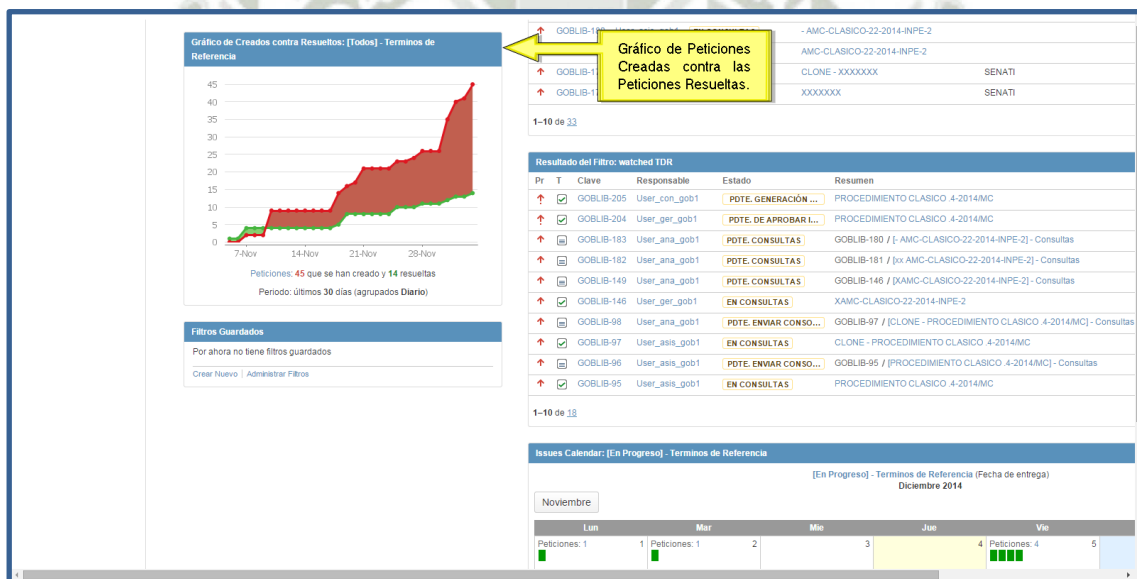 Gráfico de Creados contra Resueltos: [Todos] - Terminos de
Referencia
45
40
35
30
25
20
15
10
5
0
7-Nov 14-Nov 21-Nov 28-Nov
Peticiones: 45 que se han creado y 14 resueltas
Periodo: últimos 30 días (agrupados Diario)
Filtros Guardados
Por ahora no tiene filtros guardados
Crear Nuevo | Administrar Filtros
Gráfico de Peticiones
Creadas contra las
Peticiones Resueltas.
- AMC-CLASICO-22-2014-INPE-2
AMC-CLASICO-22-2014-INPE-2
CLONE - XXXXXXX SENATI
XXXXXX SENATI
1–10 de 33
Resultado del Filtro: watched TDR
Pr T Clave Responsable Estado Resumen
GOBLIB-205 User_con_gob1 PDTE. GENERACIÓN ... PROCEDIMIENTO CLASICO .4-2014/MC
GOBLIB-204 User_ger_gob1 PDTE. DE APROBAR I... PROCEDIMIENTO CLASICO .4-2014/MC
GOBLIB-183 User_ana_gob1 PDTE. CONSULTAS GOBLIB-180 / [- AMC-CLASICO-22-2014-INPE-2] - Consultas
GOBLIB-182 User_ana_gob1 PDTE. CONSULTAS GOBLIB-181 / [xx AMC-CLASICO-22-2014-INPE-2] - Consultas
GOBLIB-149 User_ana_gob1 PDTE. CONSULTAS GOBLIB-146 / [XAMC-CLASICO-22-2014-INPE-2] - Consultas
GOBLIB-146 User_ger_gob1 EN CONSULTAS XAMC-CLASICO-22-2014-INPE-2
GOBLIB-98 User_ana_gob1 PDTE. ENVIAR CONSO... GOBLIB-97 / [CLONE - PROCEDIMIENTO CLASICO .4-2014/MC] - Consultas
GOBLIB-97 User_asis_gob1 EN CONSULTAS CLONE - PROCEDIMIENTO CLASICO .4-2014/MC
GOBLIB-96 User_asis_gob1 PDTE. ENVIAR CONSO... GOBLIB-95 / [PROCEDIMIENTO CLASICO .4-2014/MC] - Consultas
GOBLIB-95 User_asis_gob1 EN CONSULTAS PROCEDIMIENTO CLASICO .4-2014/MC
1–10 de 18
Issues Calendar: [En Progreso] - Terminos de Referencia
[En Progreso] - Terminos de Referencia (Fecha de entrega)
Diciembre 2014
Noviembre
Lun Mar Mie Jue Vie
Peticiones: 1 1 Peticiones: 1 2 3 4 Peticiones: 4 5